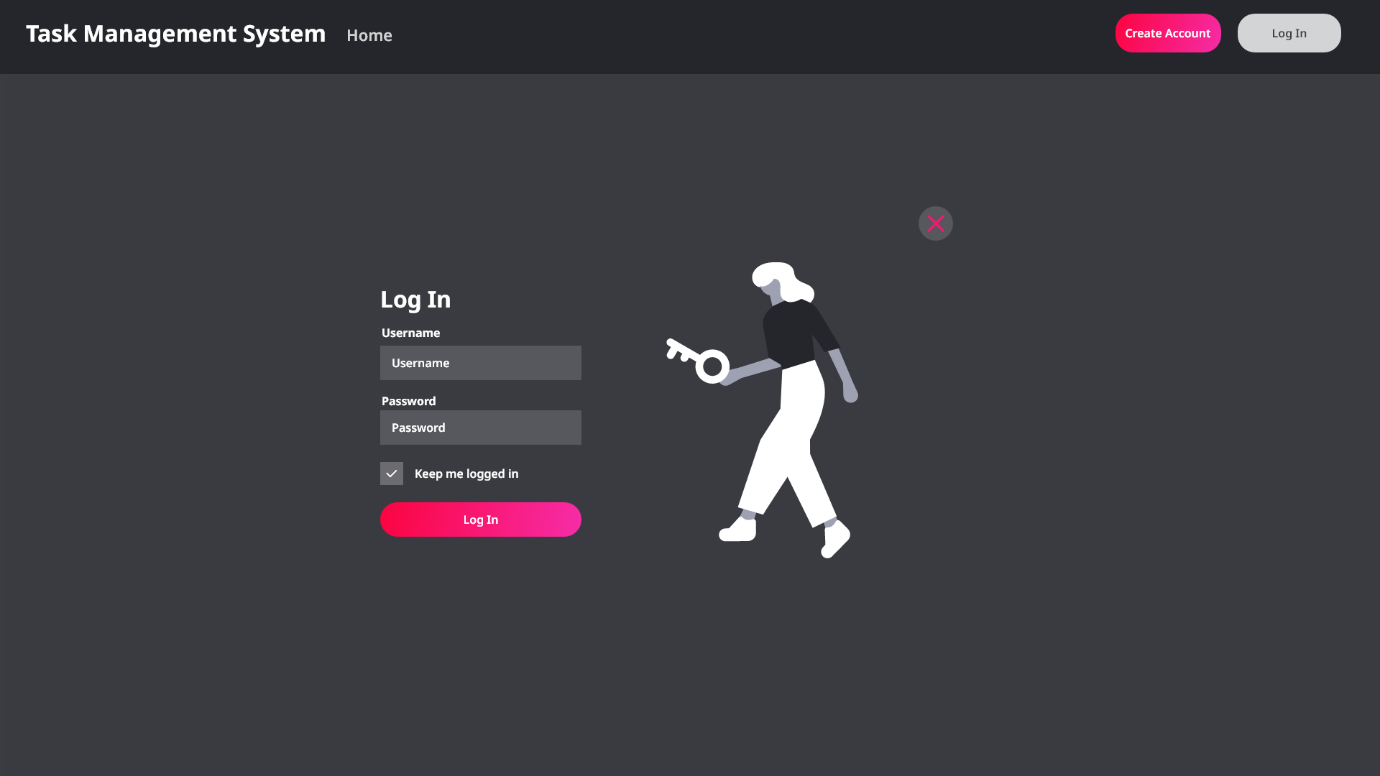 Task Management System
Home
Create Account
Log In
Log In
Username
Username
Password
Password
Keep me logged in
Log In